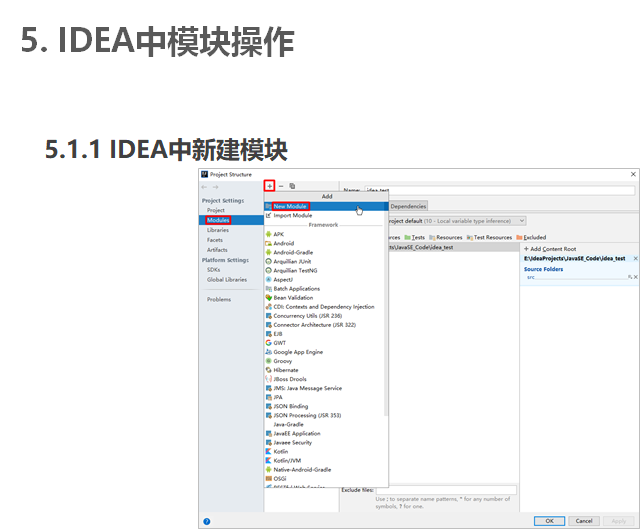 5. IDEA中模块操作
5.1.1 IDEA中新建模块
Project Structure
Project Settings
Project
Modules
Libraries
Facets
Artifacts
Platform Settings
SDKs
Global Libraries
Problems
Add
New Module
Import Module
Framework
APK
Android
Android-Gradle
Arquillian JUnit
Arquillian TestNG
AspectJ
Batch Applications
Bean Validation
CDI: Contexts and Dependency Injection
Concurrency Utils (JSR 236)
Connector Architecture (JSR 322)
EJB
GWT
Google App Engine
Groovy
Hibernate
JBoss Drools
JMS: Java Message Service
JPA
JSON Binding
JSON Processing (JSR 353)
Java-Gradle
JavaEE Application
Javaee Security
Kotlin
Kotlin/JVM
Native-Android-Gradle
OSGi
Name: idea_test
Dependencies
roject default (10 - Local variable type inference)
rces Tests Resources Test Resources Excluded
ts\JavaSE_Code\idea_test
+ Add Content Root
E:\IdeaProjects\JavaSE_Code\idea_test
Source Folders
src
Exclude files:
Use ; to separate name patterns, * for any number of
symbols, ? for one.
OK Cancel Apply